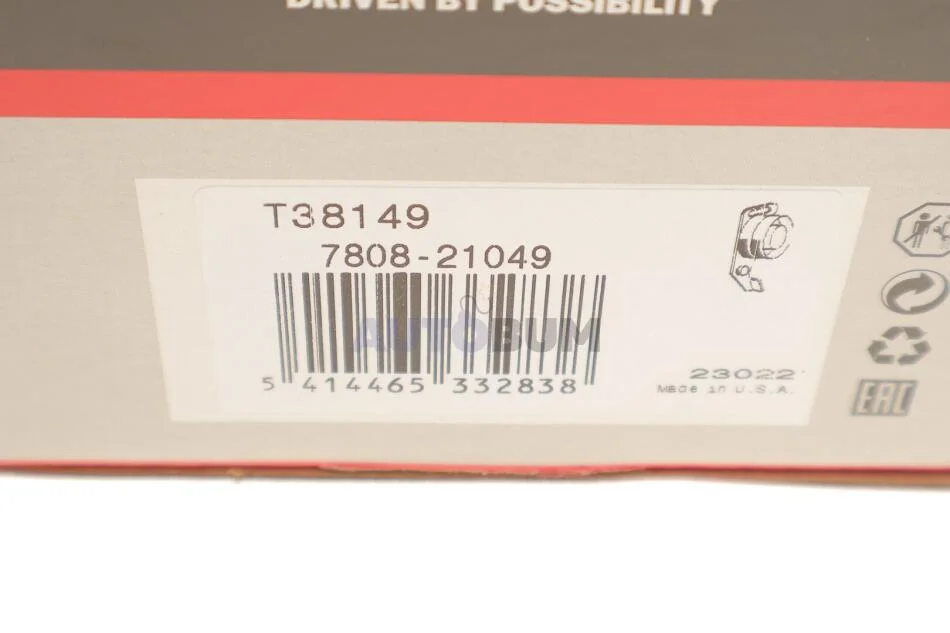 DRIVEN BY POSSIBILITY
T38149
7808-21049
AUTOBUM
5 414465 332838
23022
Made in U.S.A.
EAC